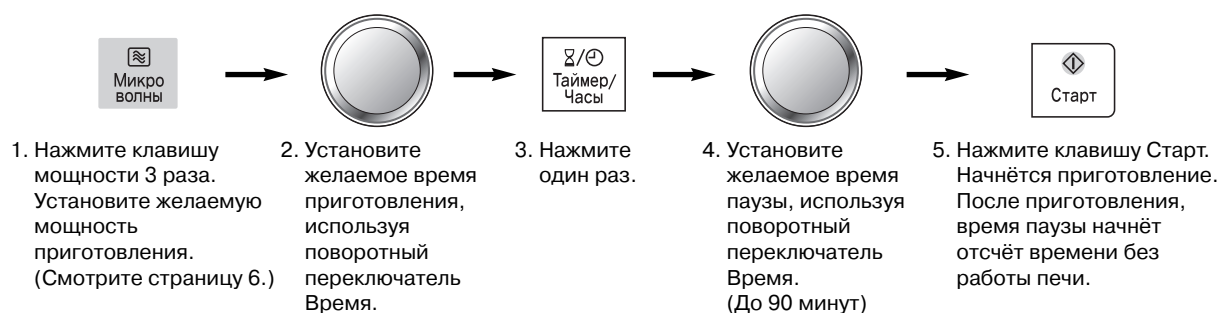 Микро
волны
Таймер/
Часы
Старт
1. Нажмите клавишу
мощности 3 раза.
Установите желаемую
мощность
приготовления.
(Смотрите страницу 6.)
2. Установите
желаемое время
приготовления,
используя
поворотный
переключатель
Время.
3. Нажмите
один раз.
4. Установите
желаемое время
паузы, используя
поворотный
переключатель
Время.
(До 90 минут)
5. Нажмите клавишу Старт.
Начнётся приготовление.
После приготовления,
время паузы начнёт
отсчёт времени без
работы печи.